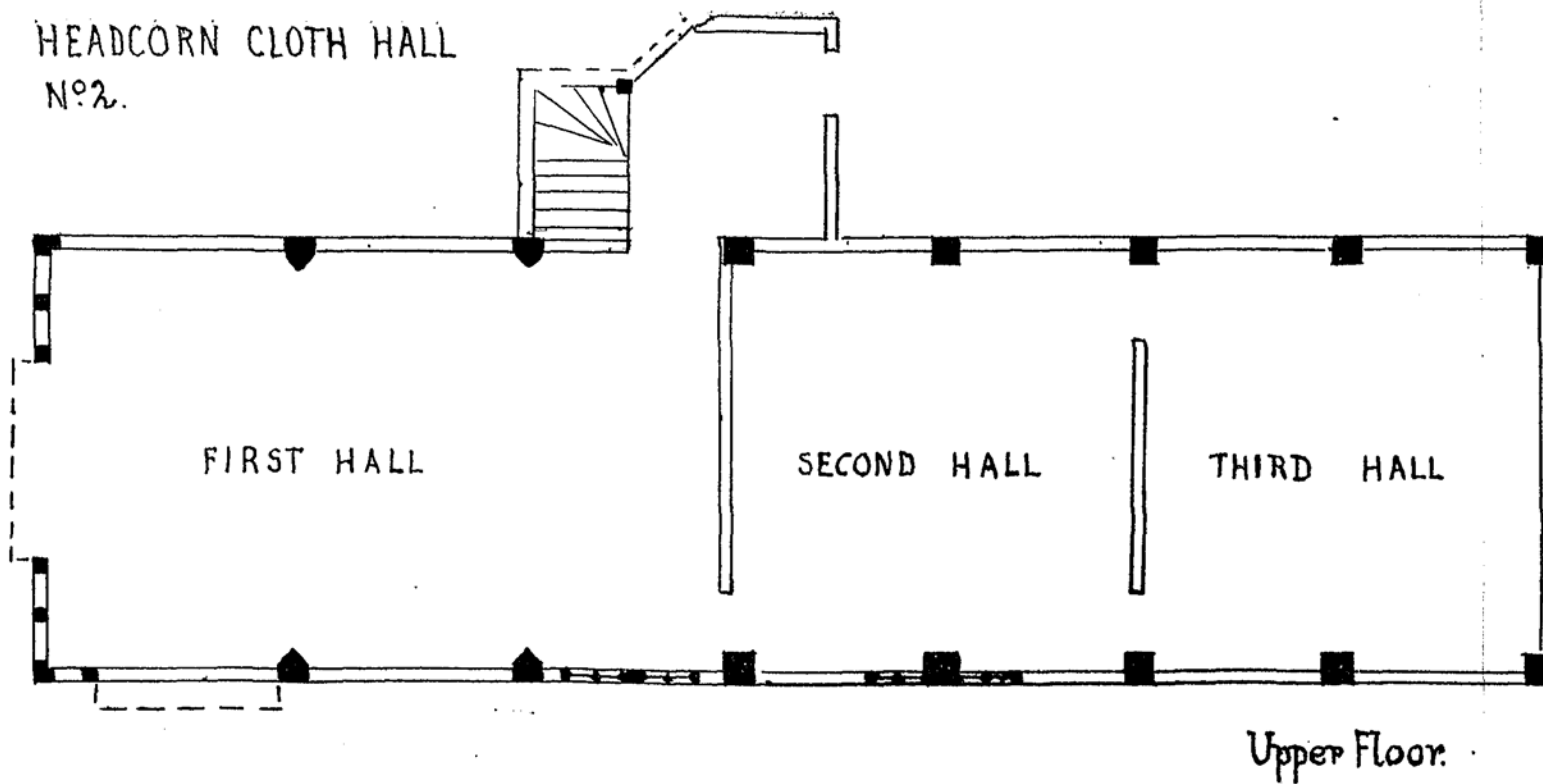 HEADCORN CLOTH HALL
Nº2.
FIRST HALL
SECOND HALL
THIRD HALL
Upper Floor.